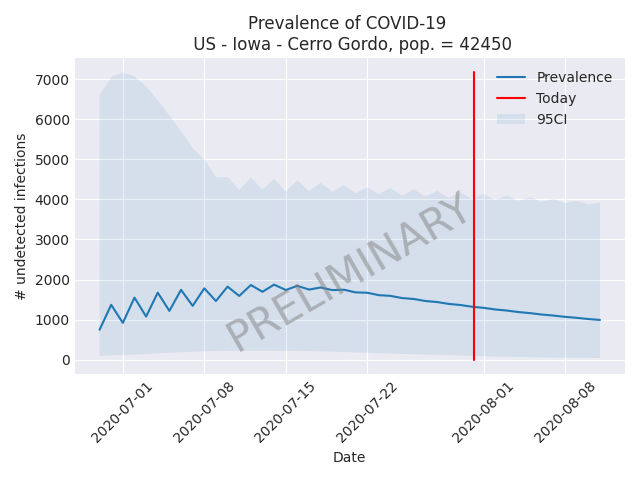 Prevalence of COVID-19
US - Iowa - Cerro Gordo, pop. = 42450
Prevalence
Today
95CI
7000
6000
5000
4000
3000
2000
1000
0
# undetected infections
PRELIMINARY
2020-07-01
2020-07-08
2020-07-15
2020-07-22
2020-08-01
2020-08-08
Date